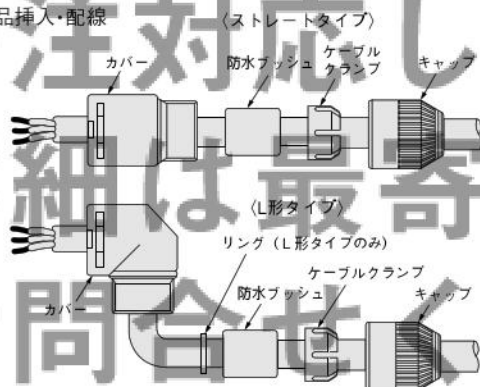 品挿入・配線
〈ストレートタイプ〉
カバー
防水ブッシュ
ケーブル
クランプ
キャップ
〈L形タイプ〉
リング（L形タイプのみ）
ケーブルクランプ
防水ブッシュ
キャップ
カバー
注対応し
細は最寄
問合せく